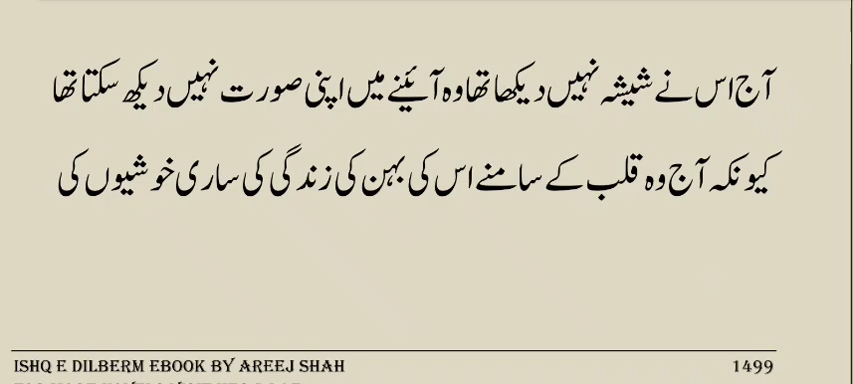 آج اس نے شیشہ نہیں دیکھا تھا وہ آئینے میں اپنی صورت نہیں دیکھ سکتا تھا
کیونکہ آج وہ قلب کے سامنے اس کی بہن کی زندگی کی ساری خوشیوں کی
ISHQ E DILBERM EBOOK BY AREEJ SHAH 1499